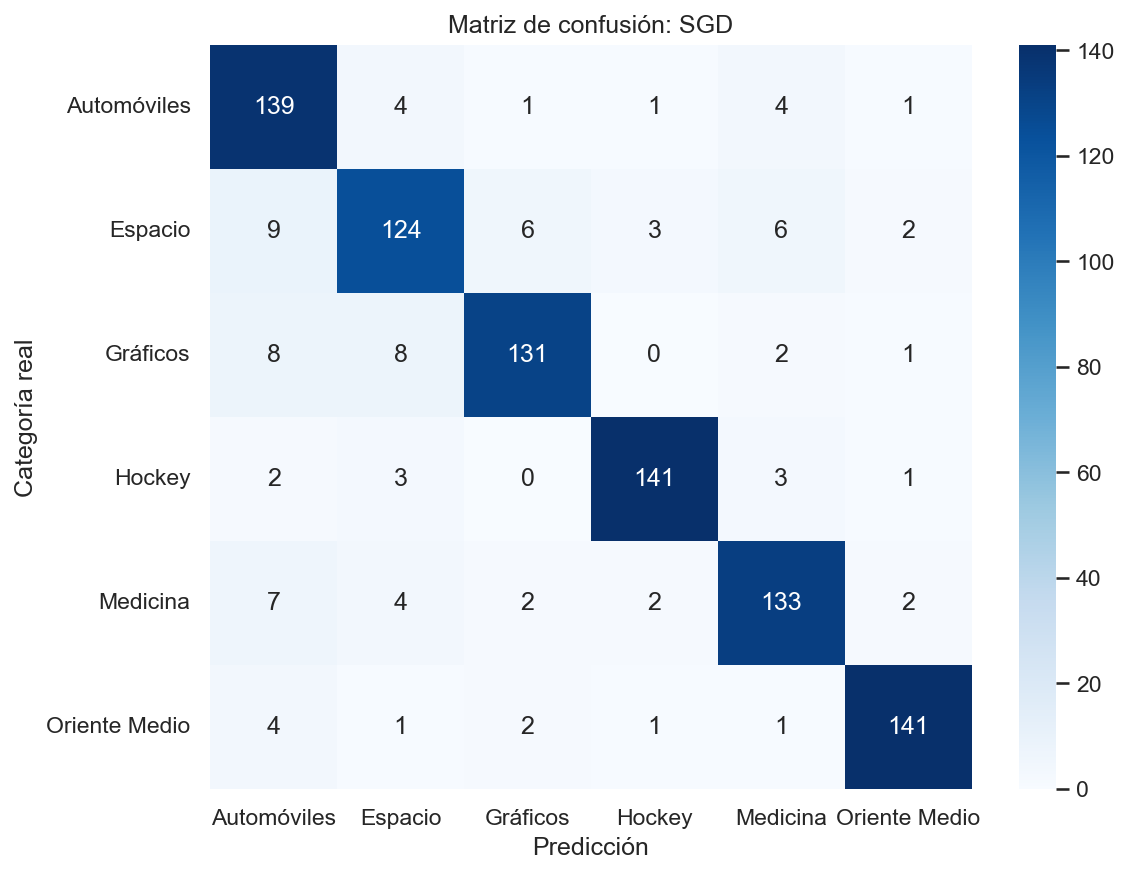 Matriz de confusión: SGD
Automóviles 139 4 1 1 4 1
Espacio 9 124 6 3 6 2
Gráficos 8 8 131 0 2 1
Hockey 2 3 0 141 3 1
Medicina 7 4 2 2 133 2
Oriente Medio 4 1 2 1 1 141
Automóviles Espacio Gráficos Hockey Medicina Oriente Medio
Predicción
Categoría real
140
120
100
80
60
40
20
0